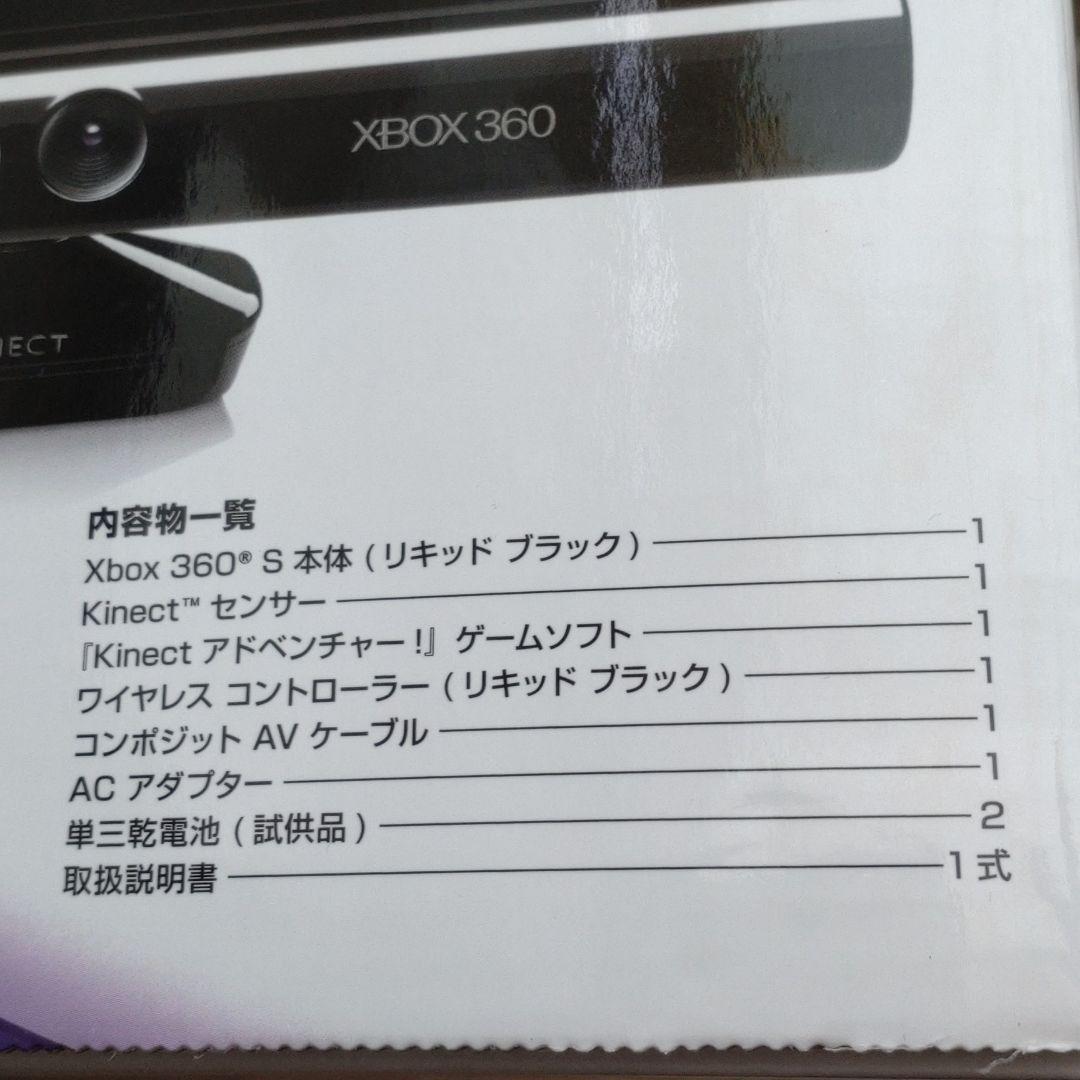 XBOX 360
NECT
内容物一覧
Xbox 360® S 本体 ( リキッド ブラック ) 1
Kinect™ センサー 1
『Kinect アドベンチャー !』 ゲームソフト 1
ワイヤレス コントローラー ( リキッド ブラック ) 1
コンポジット AV ケーブル 1
AC アダプター 1
単三乾電池 ( 試供品 ) 2
取扱説明書 1 式